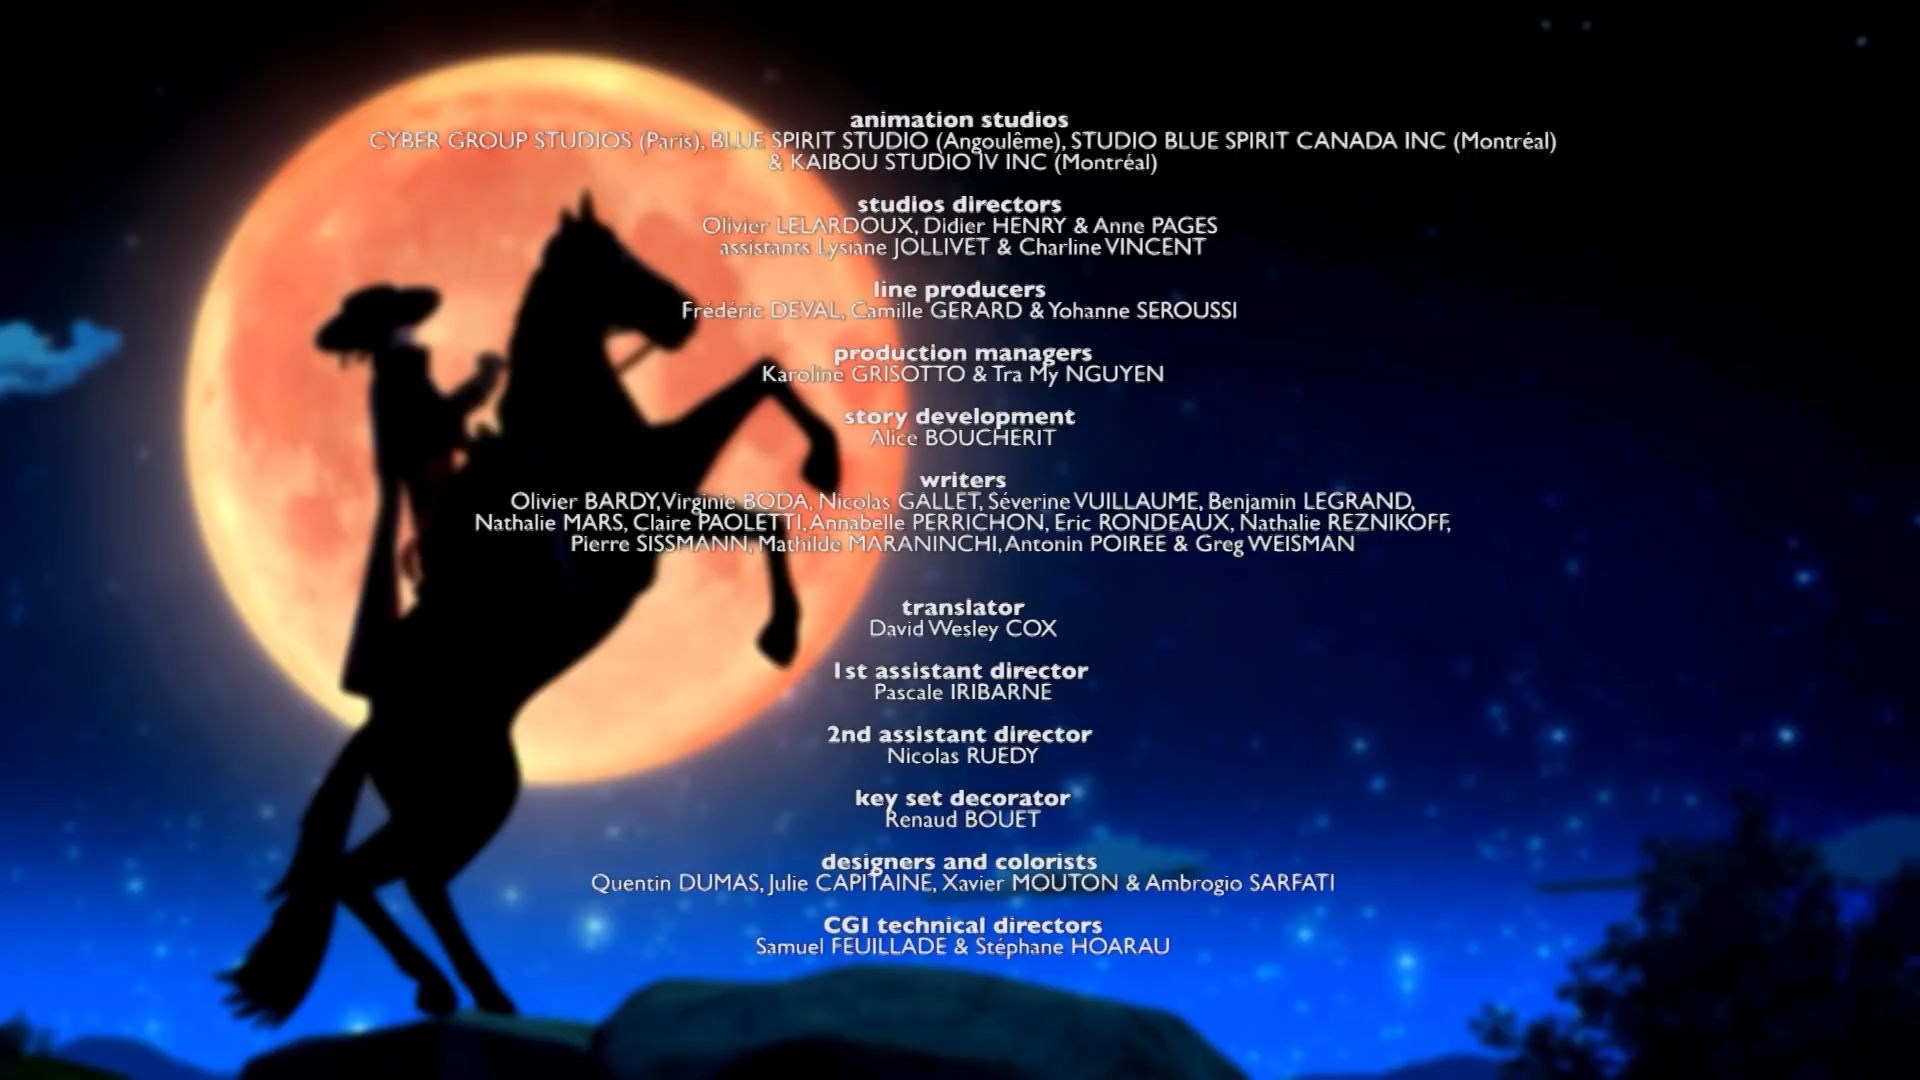 animation studios
CYBER GROUP STUDIOS (Paris), BLUE SPIRIT STUDIO (Angoulême), STUDIO BLUE SPIRIT CANADA INC (Montréal)
& KAIBOU STUDIO IV INC (Montréal)
studios directors
Olivier LELARDOUX, Didier HENRY & Anne PAGES
assistants Lysiane JOLLIVET & Charline VINCENT
line producers
Frédéric DEVAL, Camille GERARD & Yohanne SEROUSSI
production managers
Karoline GRISOTTO & Tra My NGUYEN
story development
Alice BOUCHERIT
writers
Olivier BARDY, Virginie BODA, Nicolas GALLET, Séverine VUILLAUME, Benjamin LEGRAND,
Nathalie MARS, Claire PAOLETTI, Annabelle PERRICHON, Eric RONDEAUX, Nathalie REZNIKOFF,
Pierre SISSMANN, Mathilde MARANINCHI, Antonin POIREE & Greg WEISMAN
translator
David Wesley COX
1st assistant director
Pascale IRIBARNE
2nd assistant director
Nicolas RUEDY
key set decorator
Renaud BOUET
designers and colorists
Quentin DUMAS, Julie CAPITAINE, Xavier MOUTON & Ambrogio SARFATI
CGI technical directors
Samuel FEUILLADE & Stéphane HOARAU